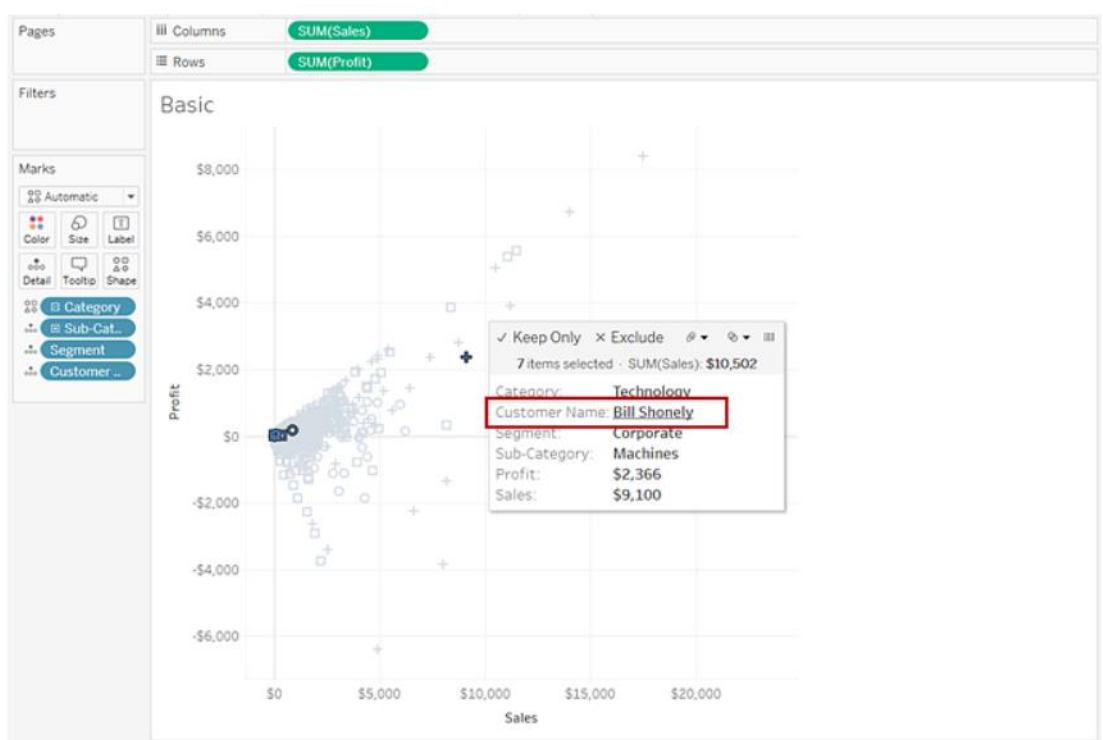 Pages
Columns SUM(Sales)
Rows SUM(Profit)
Filters
Basic
Marks
Automatic
Color Size Label
Detail Tooltip Shape
Category
Sub-Cat..
Segment
Customer ..
Profit
$8,000
$6,000
$4,000
$2,000
$0
-$2,000
-$4,000
-$6,000
Keep Only Exclude
7 items selected · SUM(Sales): $10,502
Category: Technology
Customer Name: Bill Shonely
Segment: Corporate
Sub-Category: Machines
Profit: $2,366
Sales: $9,100
$0 $5,000 $10,000 $15,000 $20,000
Sales